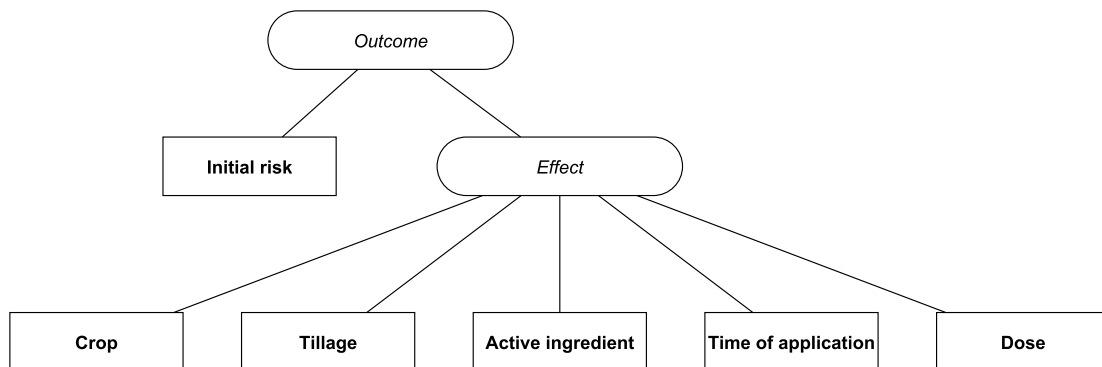 Outcome
Initial risk
Effect
Crop
Tillage
Active ingredient
Time of application
Dose